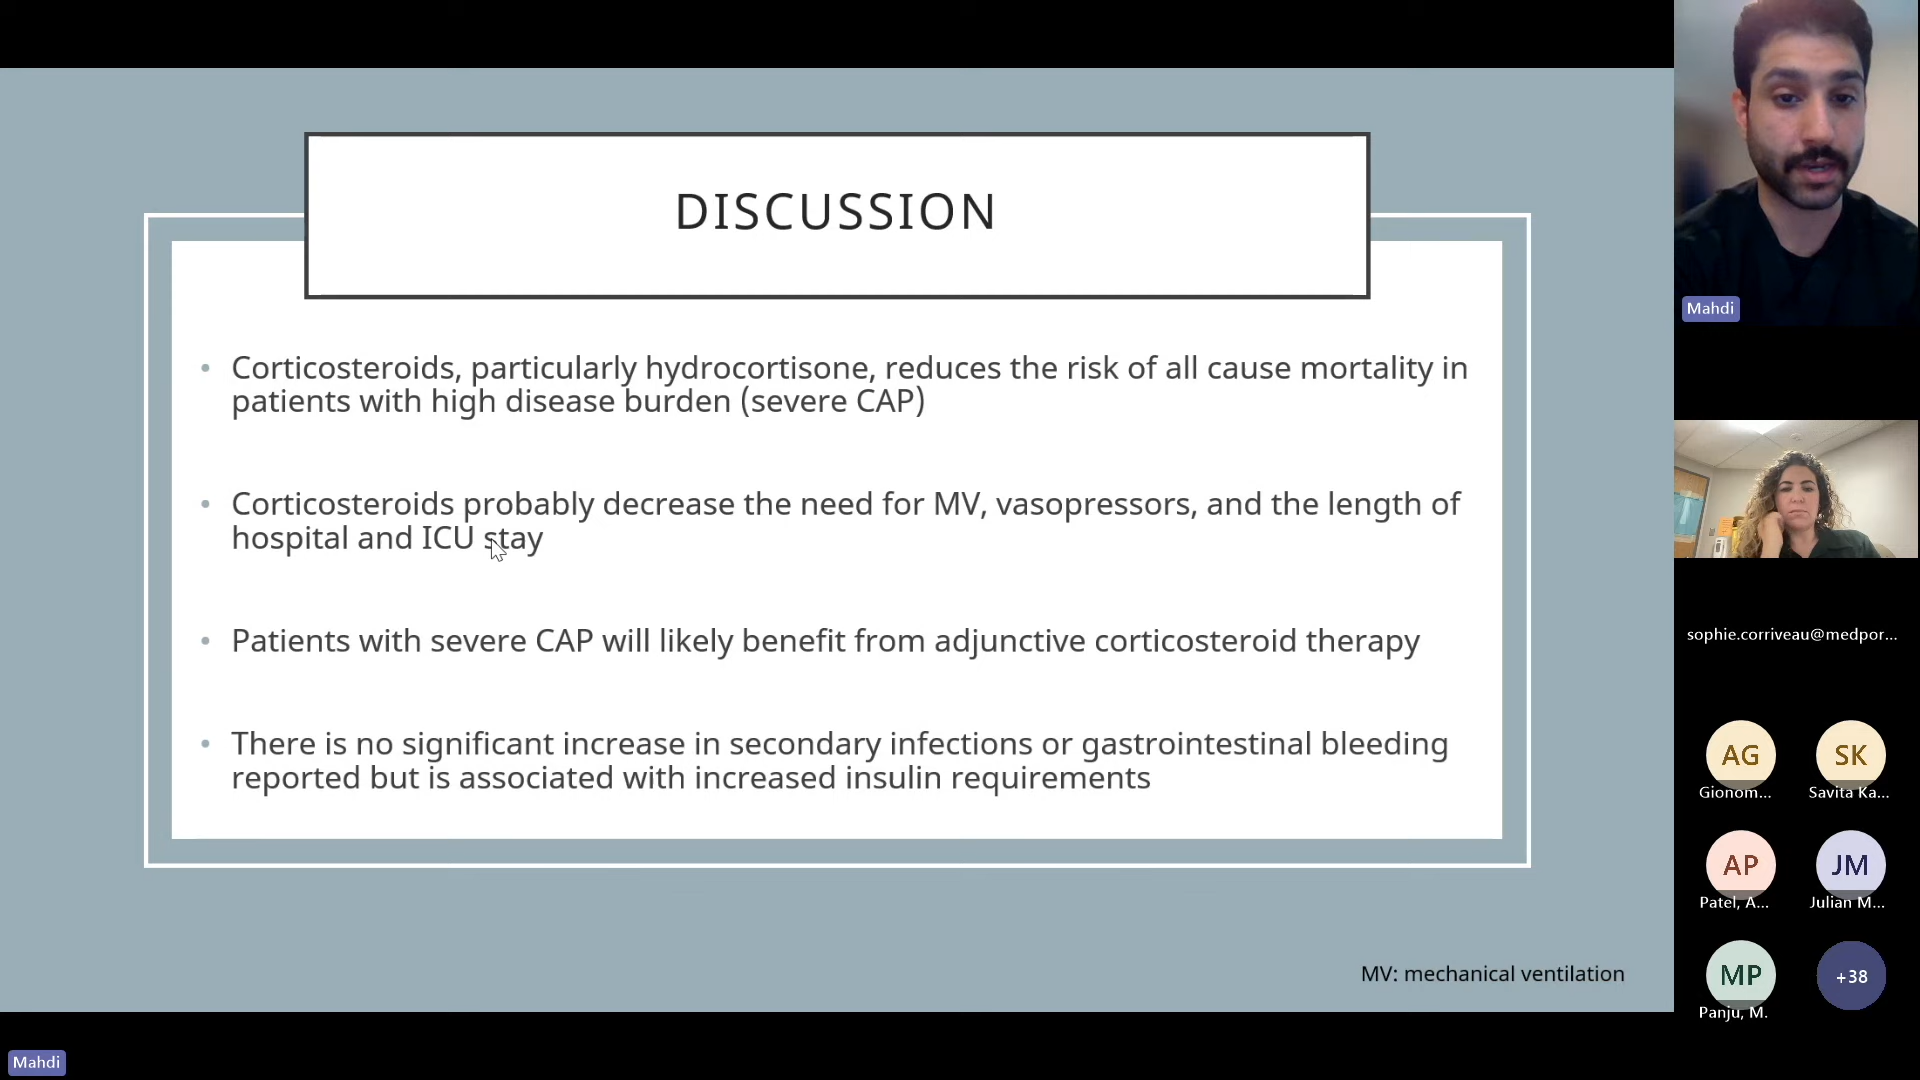 DISCUSSION
• Corticosteroids, particularly hydrocortisone, reduces the risk of all cause mortality in
patients with high disease burden (severe CAP)
• Corticosteroids probably decrease the need for MV, vasopressors, and the length of
hospital and ICU stay
• Patients with severe CAP will likely benefit from adjunctive corticosteroid therapy
• There is no significant increase in secondary infections or gastrointestinal bleeding
reported but is associated with increased insulin requirements
MV: mechanical ventilation
Mahdi
Mahdi
sophie.corriveau@medpor...
AG
SK
Gionom...
Savita Ka...
AP
JM
Patel, A...
Julian M...
MP
+38
Panju, M.